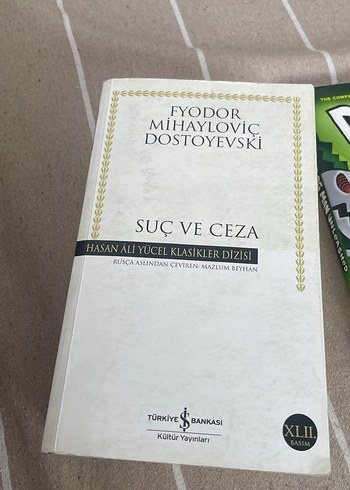 FYODOR
MİHAYLOVİÇ
DOSTOYEVSKİ
SUÇ VE CEZA
HASAN ÂLİ YÜCEL KLASİKLER DİZİSİ
RUSÇA ASLINDAN ÇEVİREN: MAZLUM BEYHAN
TÜRKİYE İŞ BANKASI
Kültür Yayınları
XLII.
BASIM
THE